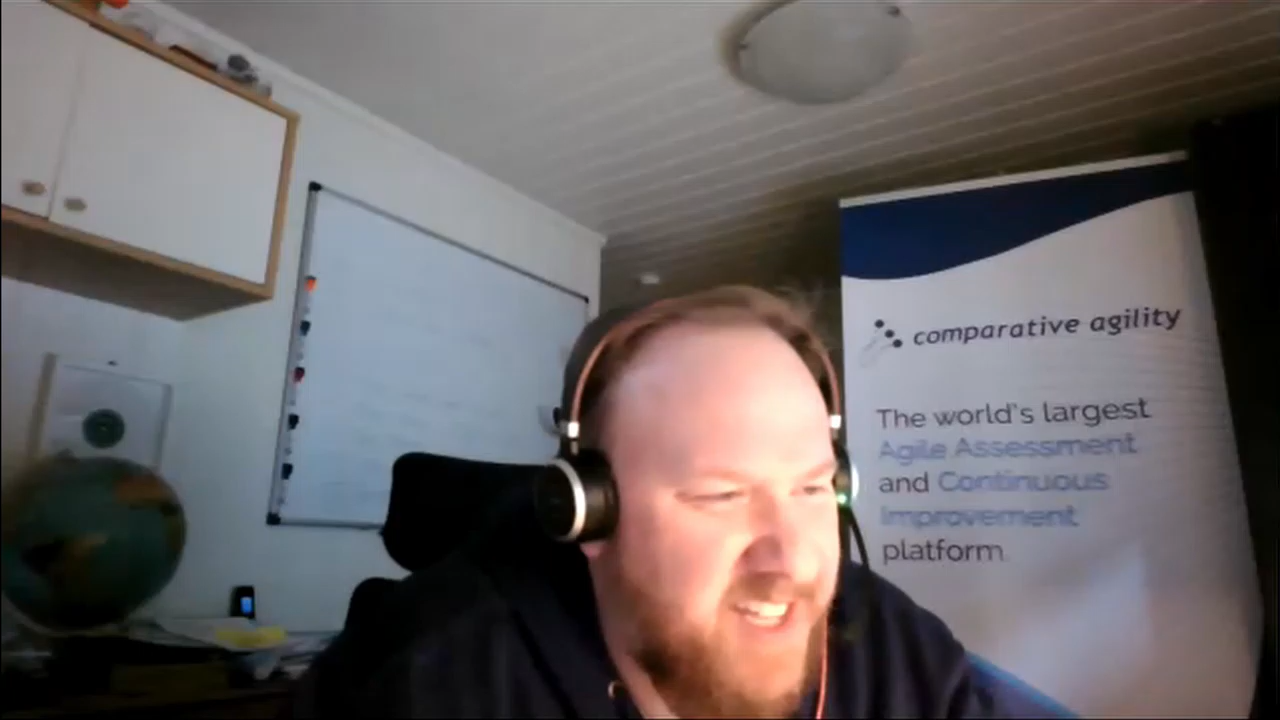 comparative agility
The world's largest
Agile Assessment
and Continuous
Improvement
platform